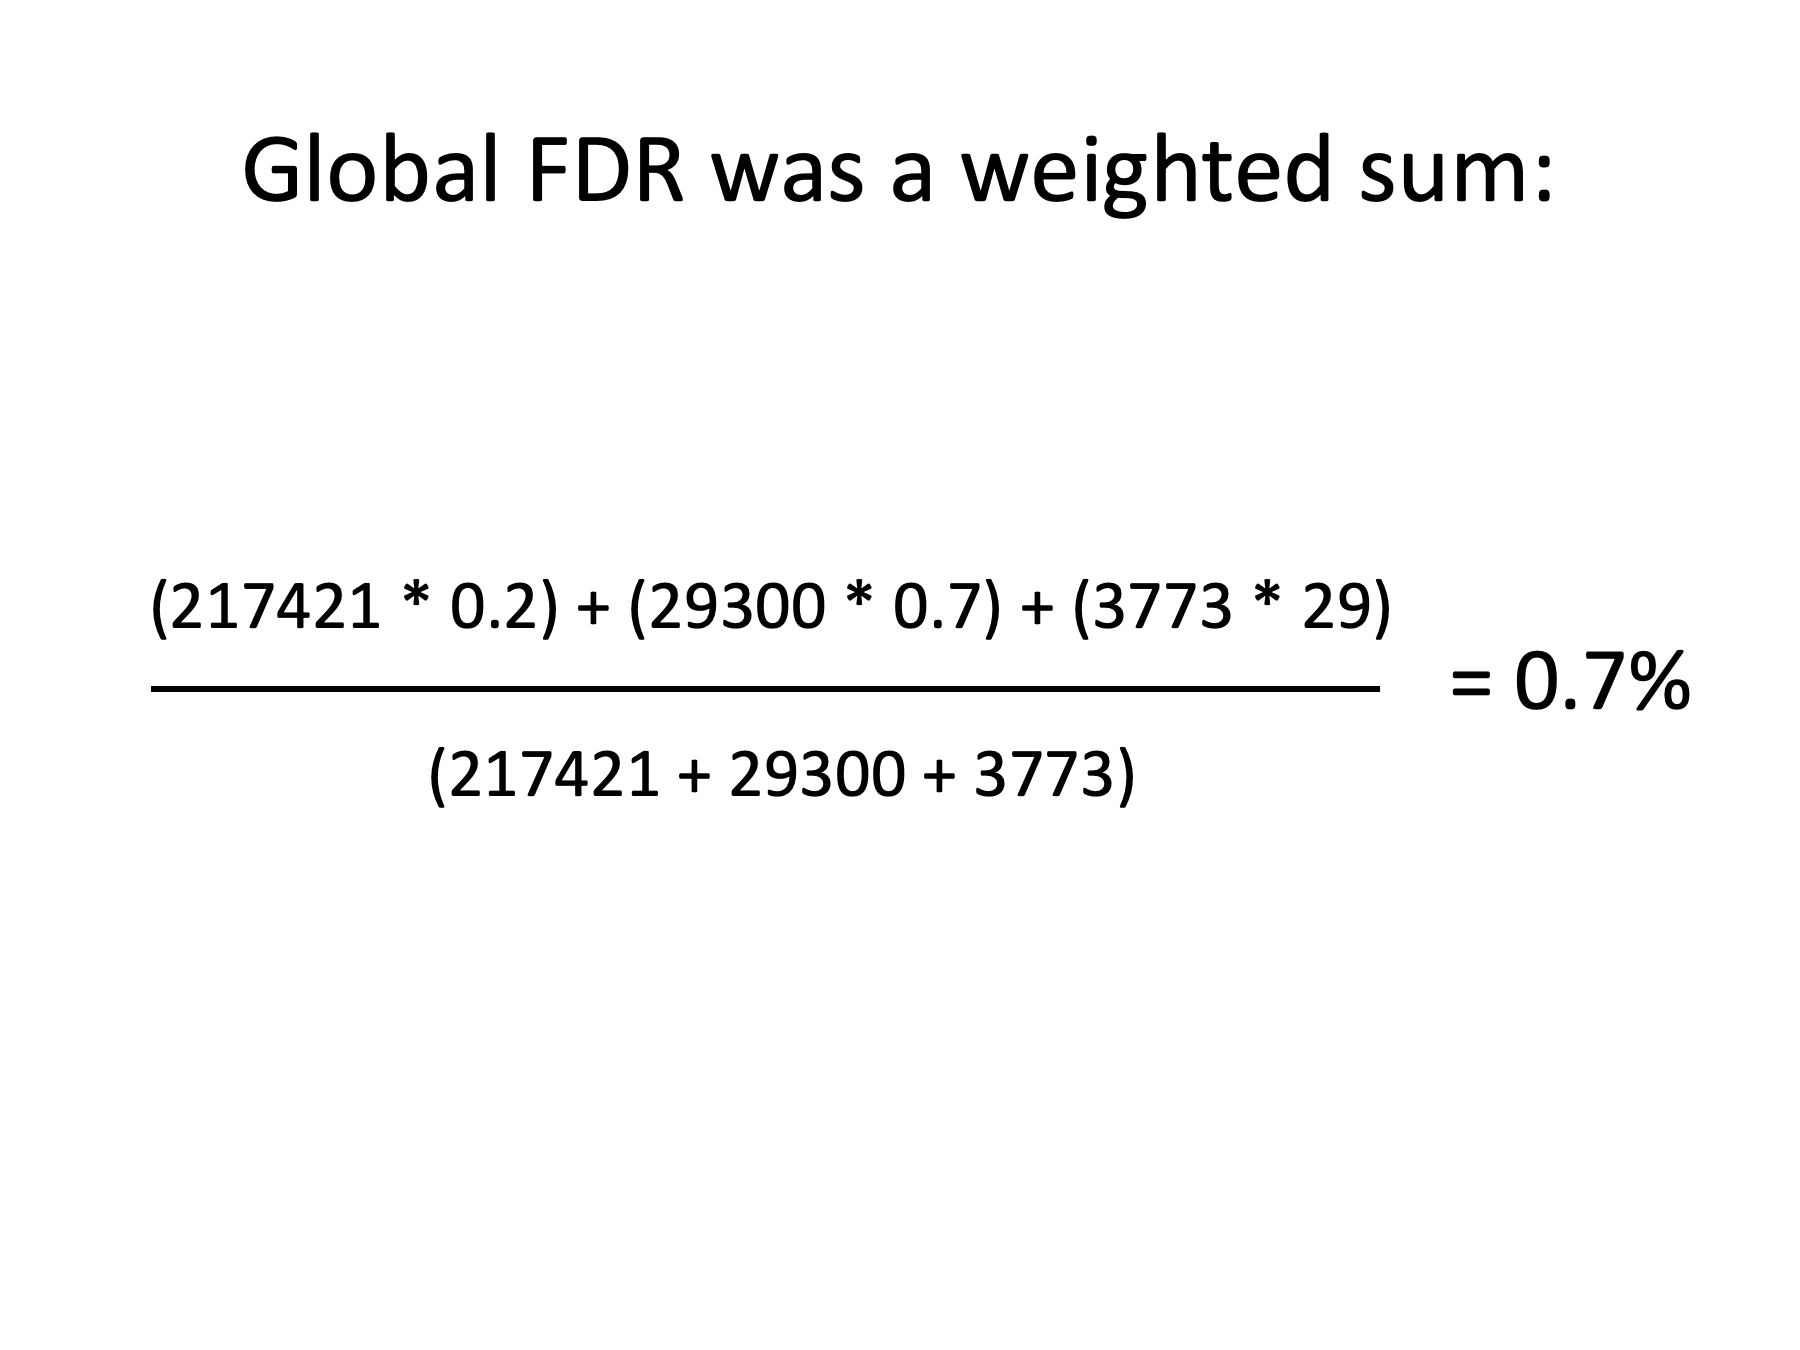 Global FDR was a weighted sum:
(217421 * 0.2) + (29300 * 0.7) + (3773 * 29)
= 0.7%
(217421 + 29300 + 3773)